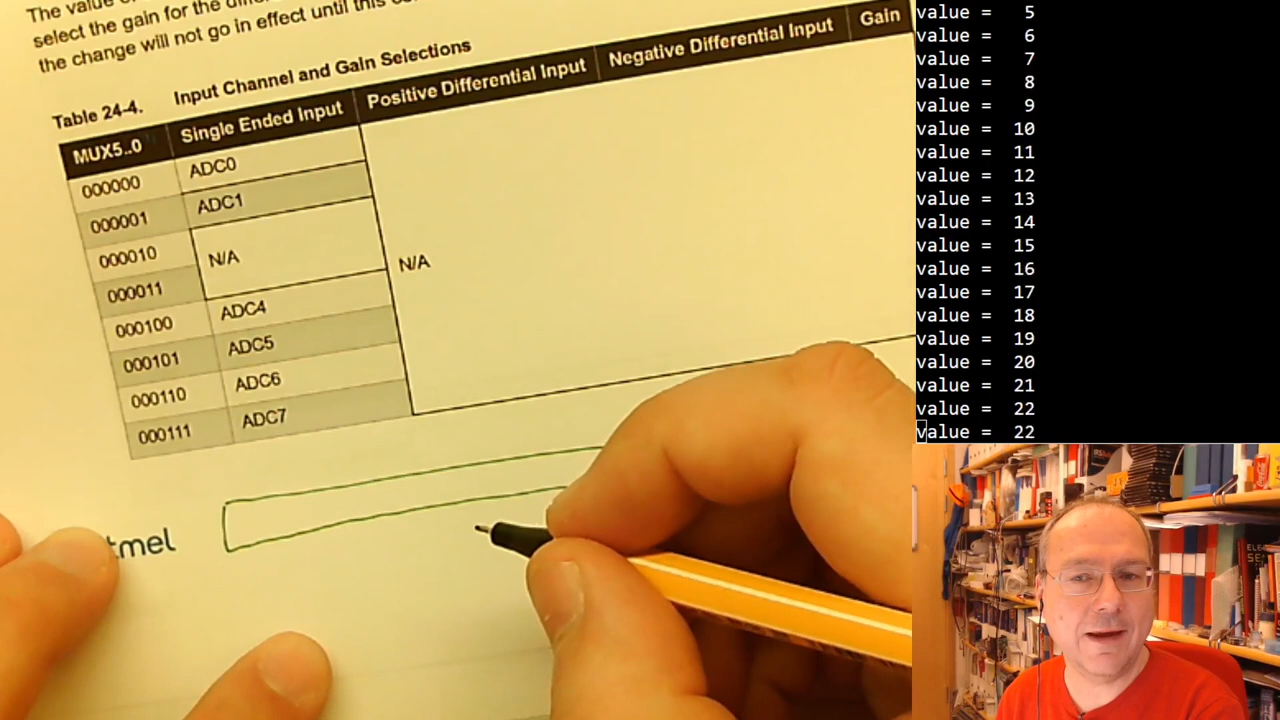 The value
select the gain for the
the change will not go in effect until this
Table 24-4. Input Channel and Gain Selections
MUX5..0 Single Ended Input Positive Differential Input Negative Differential Input Gain
000000 ADC0
000001 ADC1
000010
N/A
N/A
000011
000100 ADC4
000101 ADC5
000110 ADC6
000111 ADC7
tmel
value = 5
value = 6
value = 7
value = 8
value = 9
value = 10
value = 11
value = 12
value = 13
value = 14
value = 15
value = 16
value = 17
value = 18
value = 19
value = 20
value = 21
value = 22
value = 22